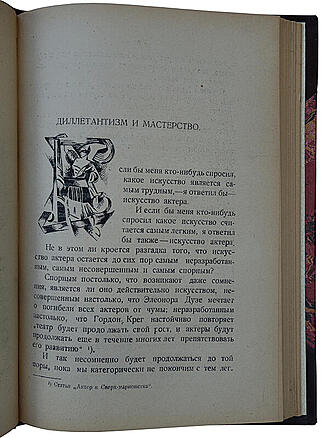 ДИЛЛЕТАНТИЗМ И МАСТЕРСТВО.
Если бы меня кто-нибудь спросил,
какое искусство является са-
мым трудным,—я ответил бы—
искусство актера.
И если бы меня кто-нибудь
спросил какое искусство счи-
тается самым легким, я ответил
бы также—искусство актера.
Не в этом ли кроется разгадка того, что искус-
ство актера остается до сих пор самым неразработан-
ным, самым несовершенным и самым спорным?
Спорным постолько, что возникают даже сомне-
ния, является ли оно действительно искусством, не-
совершенным настолько, что Элеонора Дузе мечтает
о погибели всех актеров от чумы; неразработанным
настолько, что Гордон, Крег настойчиво повторяет
„театр будет продолжать свой рост, и актеры будут
продолжать еще в течение многих лет препятствовать
его развитию“ ¹),
И так несомненно будет продолжаться до той
поры, пока мы категорически не покончим с тем лег.
¹) Статья „Актер и Сверх-марионетка“.